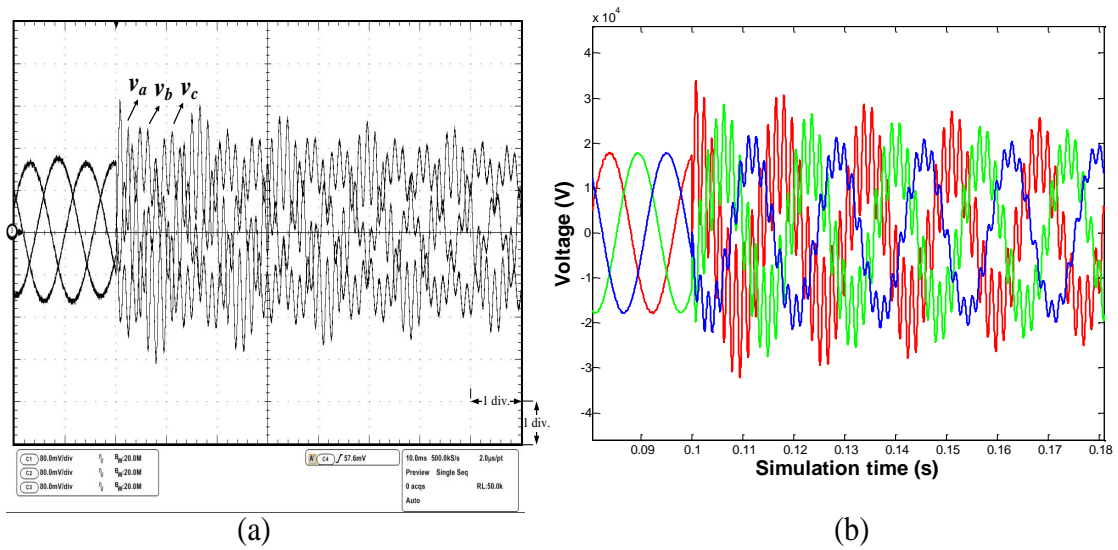 v_a v_b v_c
3
1 div.
1 div.
C1 80.0mV/div B_W:20.0M
C2 80.0mV/div B_W:20.0M
C3 80.0mV/div B_W:20.0M
A' C4 57.6mV
10.0ms 500.0kS/s 2.0µs/pt
Preview Single Seq
0 acqs RL:50.0k
Auto
(a)
x 10⁴
4
3
2
1
0
-1
-2
-3
-4
Voltage (V)
0.09 0.1 0.11 0.12 0.13 0.14 0.15 0.16 0.17 0.18
Simulation time (s)
(b)